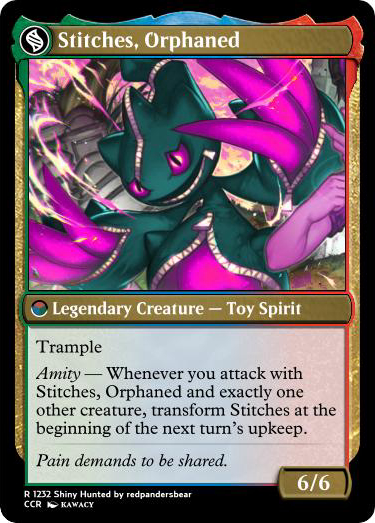 Stitches, Orphaned
Legendary Creature — Toy Spirit
Trample
Amity — Whenever you attack with
Stitches, Orphaned and exactly one
other creature, transform Stitches at the
beginning of the next turn's upkeep.
Pain demands to be shared.
6/6
R 1232 Shiny Hunted by redpandersbear
CCR KAWACY